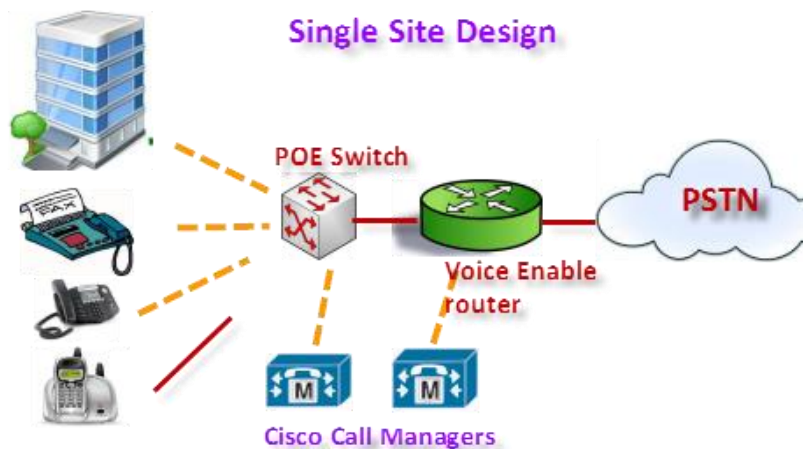 Single Site Design
POE Switch
FAX
PSTN
Voice Enable
router
M
M
Cisco Call Managers